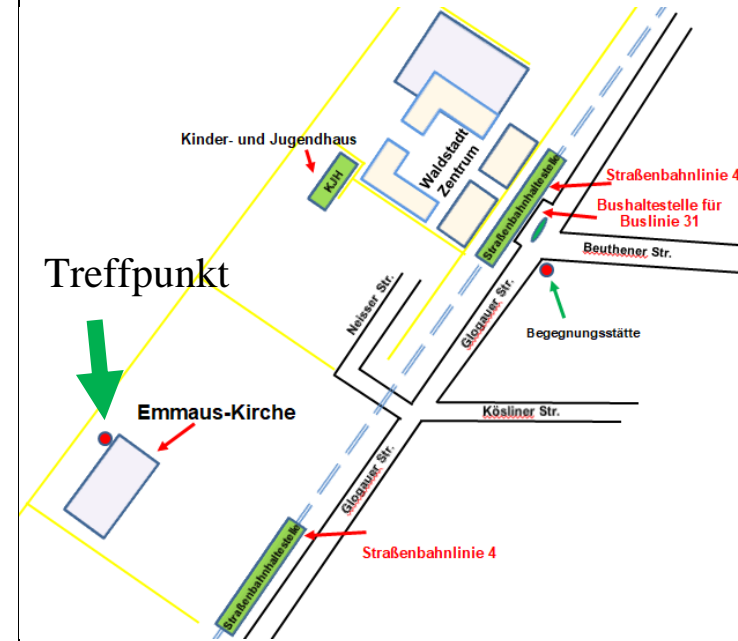 Kinder- und Jugendhaus
KJH
Waldstadt
Zentrum
Straßenbahnhaltestelle
Straßenbahnlinie 4
Bushaltestelle für
Buslinie 31
Beuthener Str.
Treffpunkt
Neisser Str.
Glogauer Str.
Begegnungsstätte
Emmaus-Kirche
Kösliner Str.
Glogauer Str.
Straßenbahnhaltestelle
Straßenbahnlinie 4